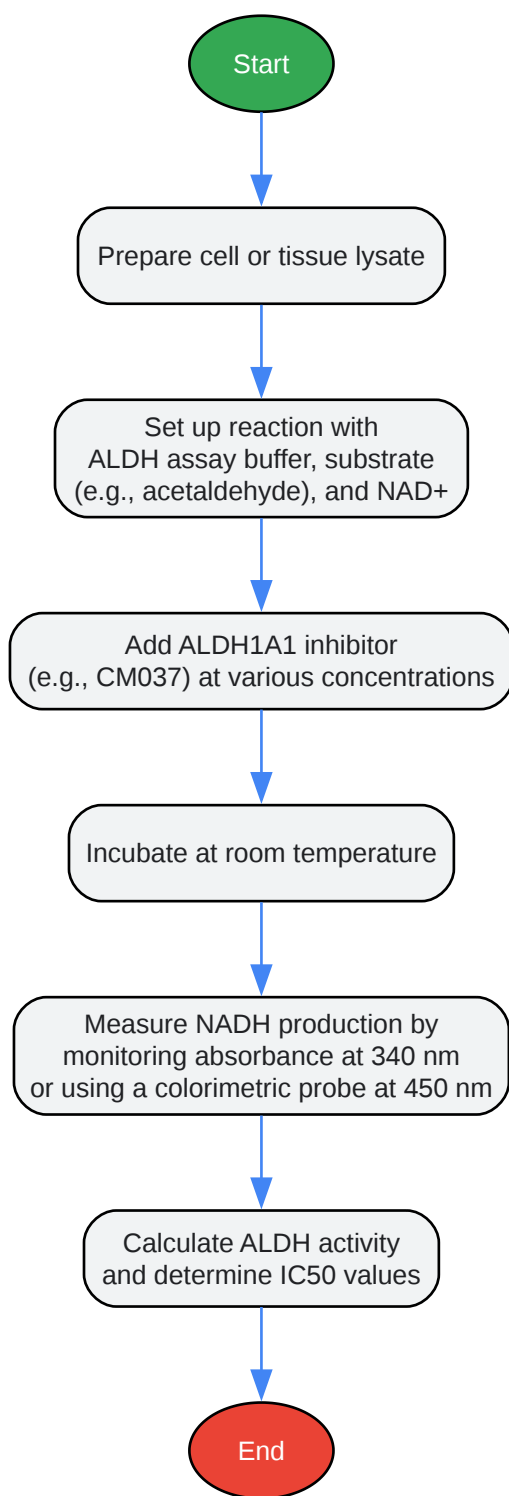 Start
Prepare cell or tissue lysate
Set up reaction with
ALDH assay buffer, substrate
(e.g., acetaldehyde), and NAD+
Add ALDH1A1 inhibitor
(e.g., CM037) at various concentrations
Incubate at room temperature
Measure NADH production by
monitoring absorbance at 340 nm
or using a colorimetric probe at 450 nm
Calculate ALDH activity
and determine IC50 values
End